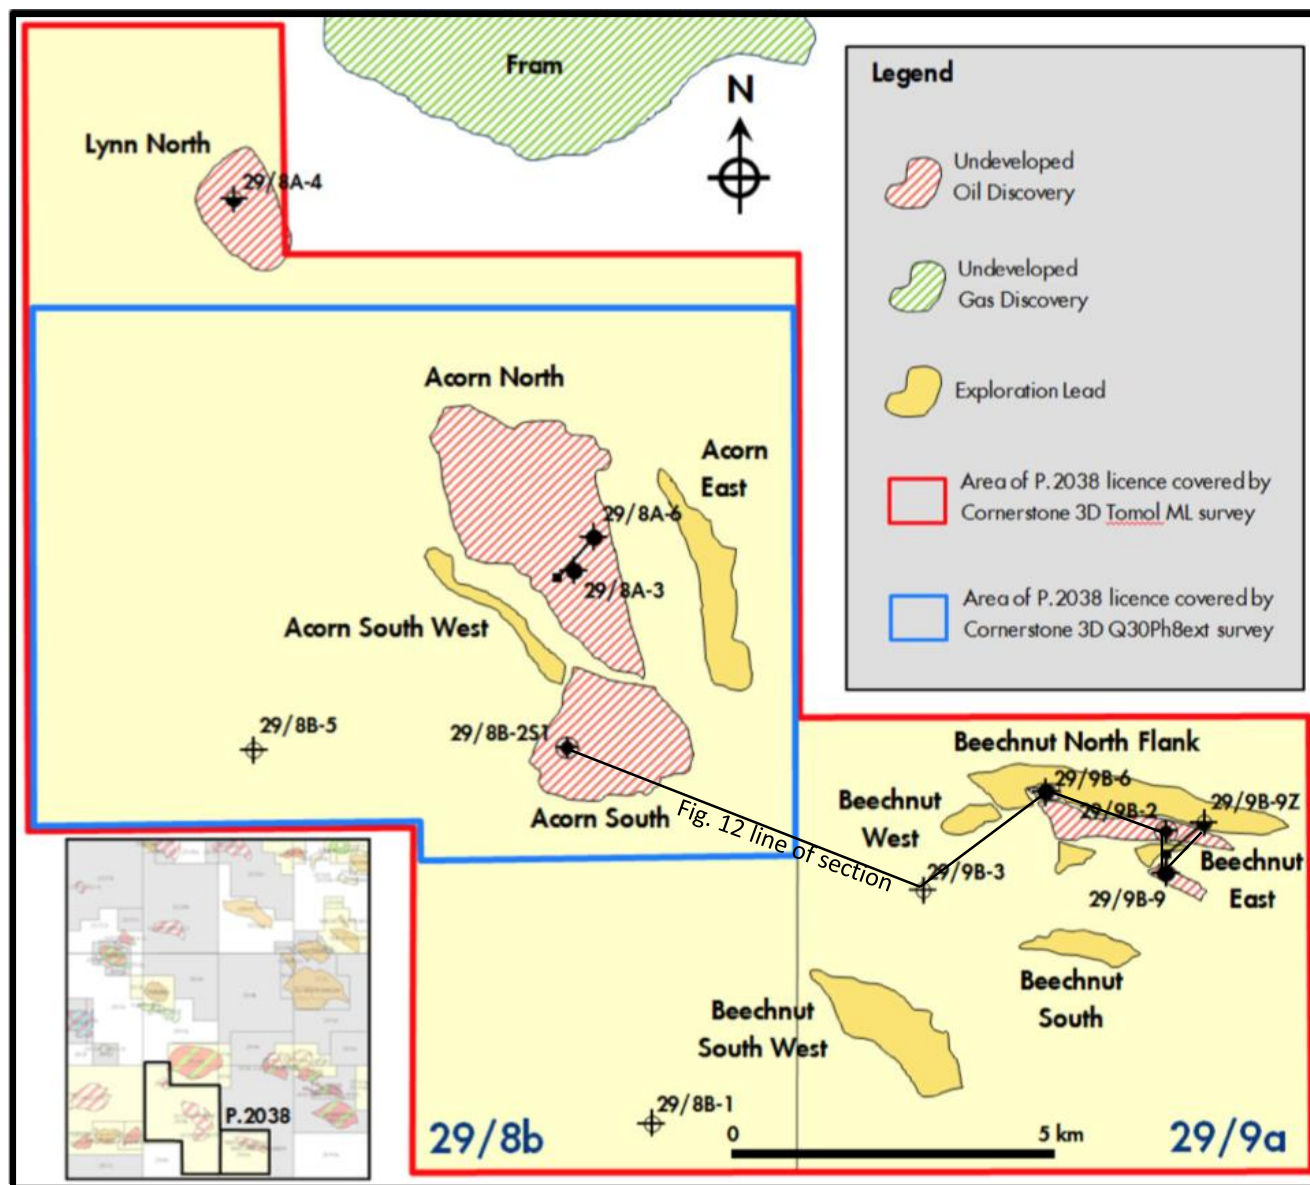 Fram
N
Lynn North
29/8A-4
Legend
Undeveloped
Oil Discovery
Undeveloped
Gas Discovery
Exploration Lead
Area of P.2038 licence covered by
Cornerstone 3D Tomol ML survey
Area of P.2038 licence covered by
Cornerstone 3D Q30Ph8ext survey
Acorn North
Acorn
East
29/8A-6
29/8A-3
Acorn South West
29/8B-5
29/8B-2ST
Acorn South
Fig. 12 line of section
Beechnut North Flank
29/9B-6
Beechnut
West
29/9B-2
29/9B-9Z
29/9B-3
29/9B-9
Beechnut
East
Beechnut
South
Beechnut
South West
29/8B-1
P.2038
29/8b
0
5 km
29/9a